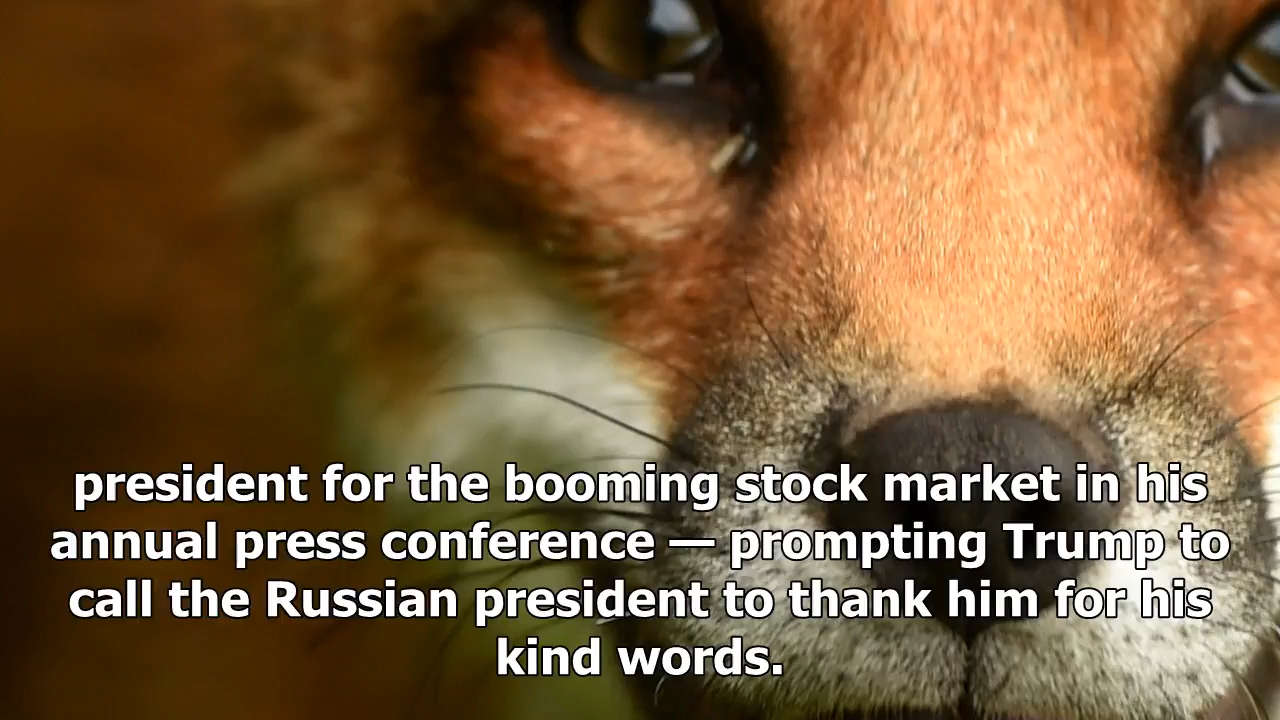 president for the booming stock market in his
annual press conference — prompting Trump to
call the Russian president to thank him for his
kind words.